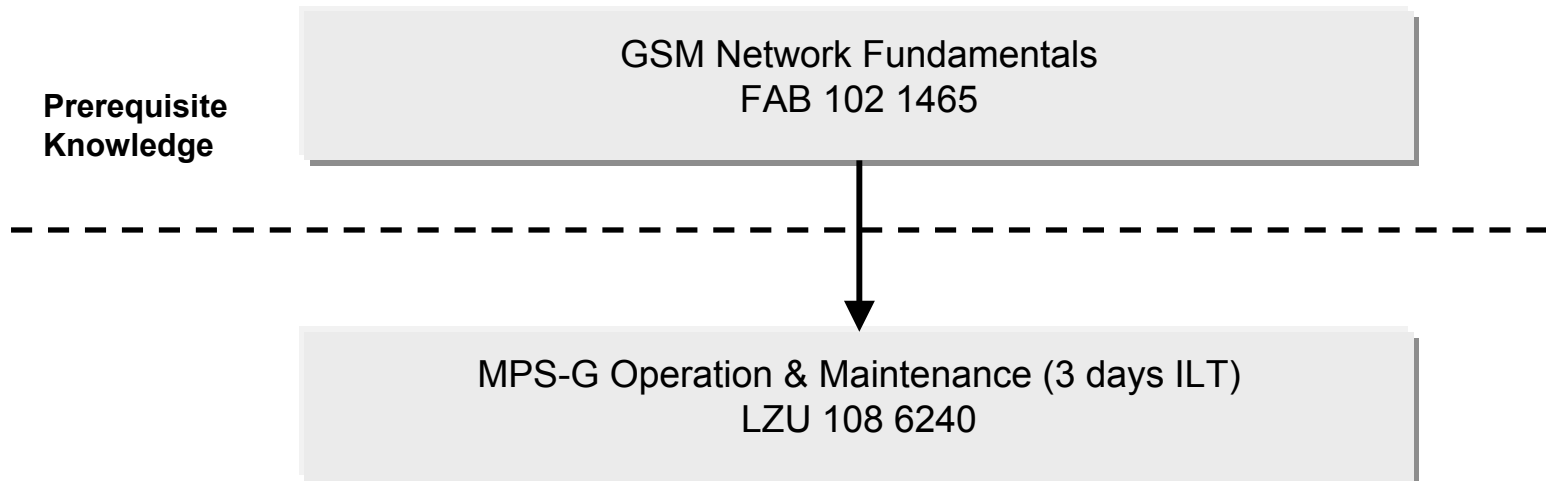 GSM Network Fundamentals
FAB 102 1465
Prerequisite
Knowledge
MPS-G Operation & Maintenance (3 days ILT)
LZU 108 6240